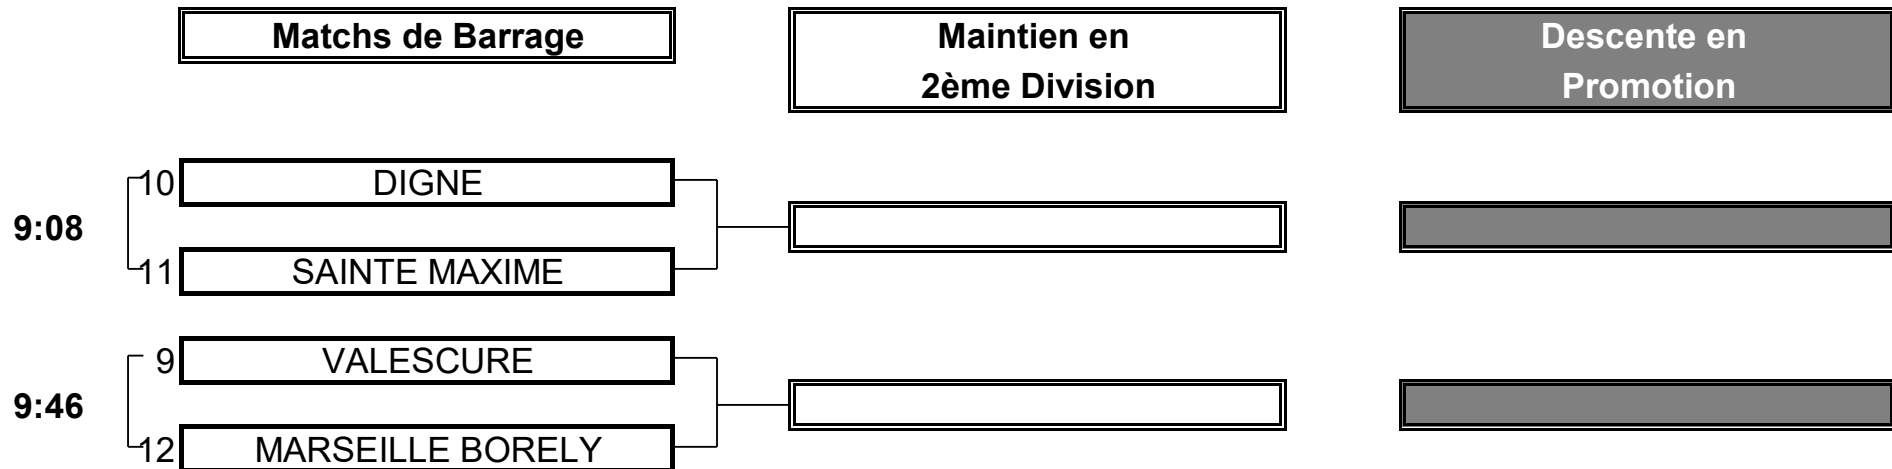 Matchs de Barrage
Maintien en
2ème Division
Descente en
Promotion
10 DIGNE
9:08
11 SAINTE MAXIME
9 VALESCURE
9:46
12 MARSEILLE BORELY